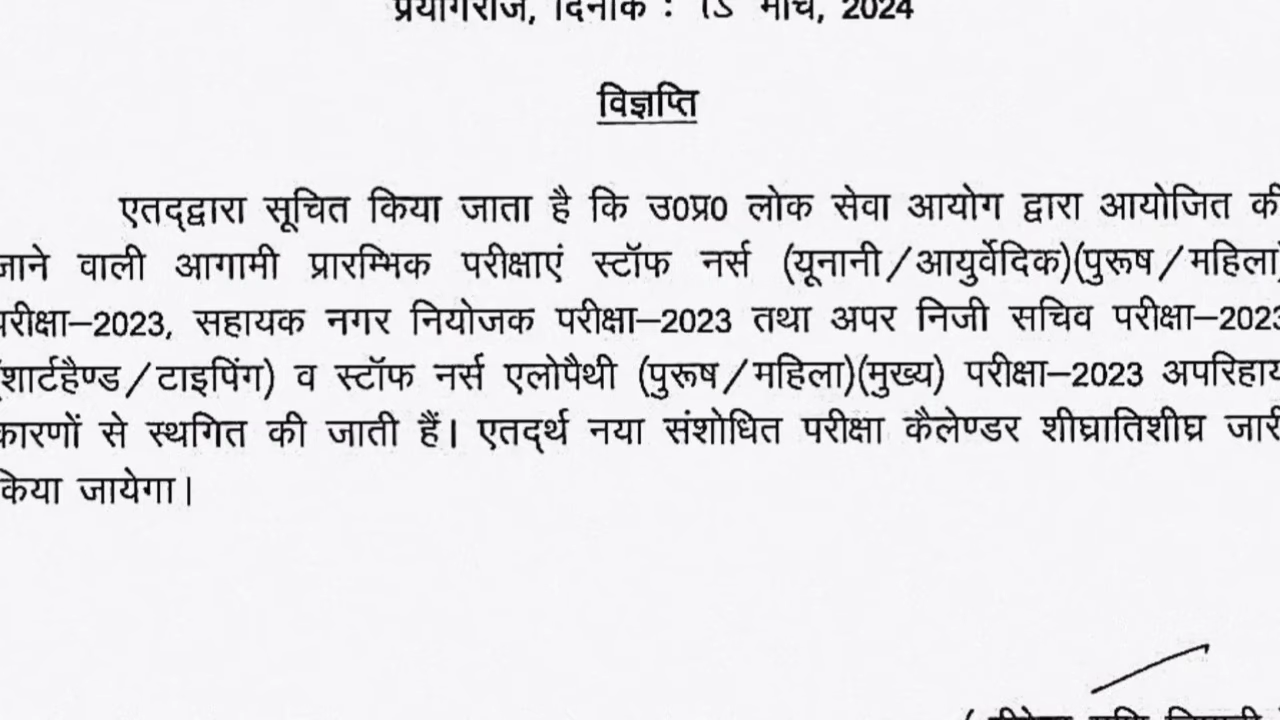 प्रयागराज, दिनांक : 15 मार्च, 2024
विज्ञप्ति
एतद्द्वारा सूचित किया जाता है कि उ0प्र0 लोक सेवा आयोग द्वारा आयोजित की
जाने वाली आगामी प्रारम्भिक परीक्षाएं स्टॉफ नर्स (यूनानी/आयुर्वेदिक)(पुरूष/महिला)
परीक्षा–2023, सहायक नगर नियोजक परीक्षा–2023 तथा अपर निजी सचिव परीक्षा–2023
(शार्टहैण्ड/टाइपिंग) व स्टॉफ नर्स एलोपैथी (पुरूष/महिला)(मुख्य) परीक्षा–2023 अपरिहार्य
कारणों से स्थगित की जाती हैं। एतद्र्थ नया संशोधित परीक्षा कैलेण्डर शीघ्रातिशीघ्र जारी
किया जायेगा।